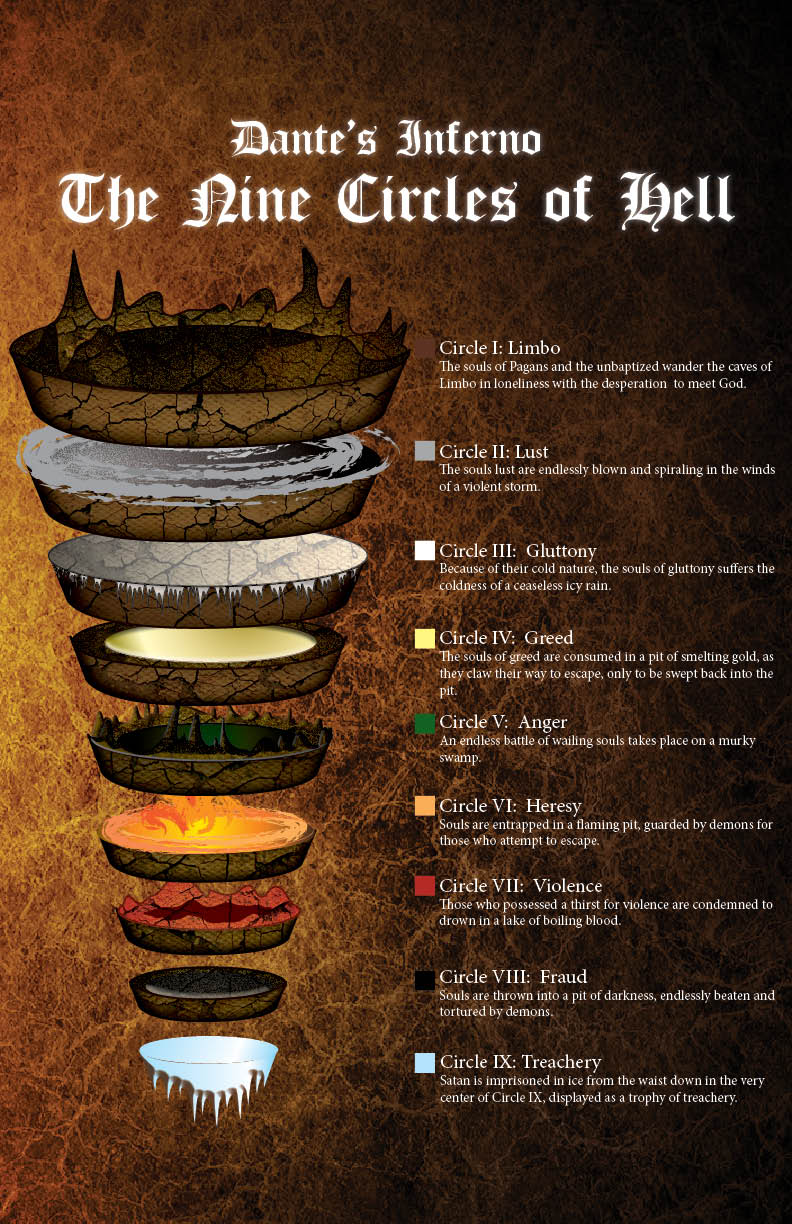 Dante's Inferno
The Nine Circles of Hell
Circle I: Limbo
The souls of Pagans and the unbaptized wander the caves of
Limbo in loneliness with the desperation  to meet God.
Circle II: Lust
The souls lust are endlessly blown and spiraling in the winds
of a violent storm.
Circle III:  Gluttony
Because of their cold nature, the souls of gluttony suffers the
coldness of a ceaseless icy rain.
Circle IV:  Greed
The souls of greed are consumed in a pit of smelting gold, as
they claw their way to escape, only to be swept back into the
pit.
Circle V:  Anger
An endless battle of wailing souls takes place on a murky
swamp.
Circle VI:  Heresy
Souls are entrapped in a flaming pit, guarded by demons for
those who attempt to escape.
Circle VII:  Violence
Those who possessed a thirst for violence are condemned to
drown in a lake of boiling blood.
Circle VIII:  Fraud
Souls are thrown into a pit of darkness, endlessly beaten and
tortured by demons.
Circle IX: Treachery
Satan is imprisoned in ice from the waist down in the very
center of Circle IX, displayed as a trophy of treachery.